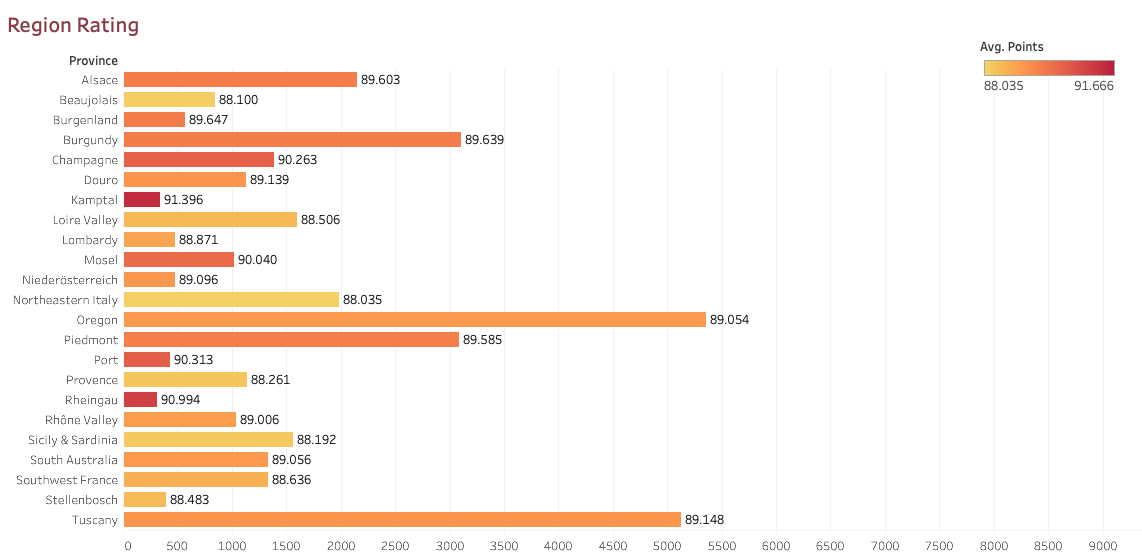 Region Rating
Avg. Points
88.035 91.666
Province
Alsace 89.603
Beaujolais 88.100
Burgenland 89.647
Burgundy 89.639
Champagne 90.263
Douro 89.139
Kamptal 91.396
Loire Valley 88.506
Lombardy 88.871
Mosel 90.040
Niederösterreich 89.096
Northeastern Italy 88.035
Oregon 89.054
Piedmont 89.585
Port 90.313
Provence 88.261
Rheingau 90.994
Rhône Valley 89.006
Sicily & Sardinia 88.192
South Australia 89.056
Southwest France 88.636
Stellenbosch 88.483
Tuscany 89.148
0 500 1000 1500 2000 2500 3000 3500 4000 4500 5000 5500 6000 6500 7000 7500 8000 8500 9000